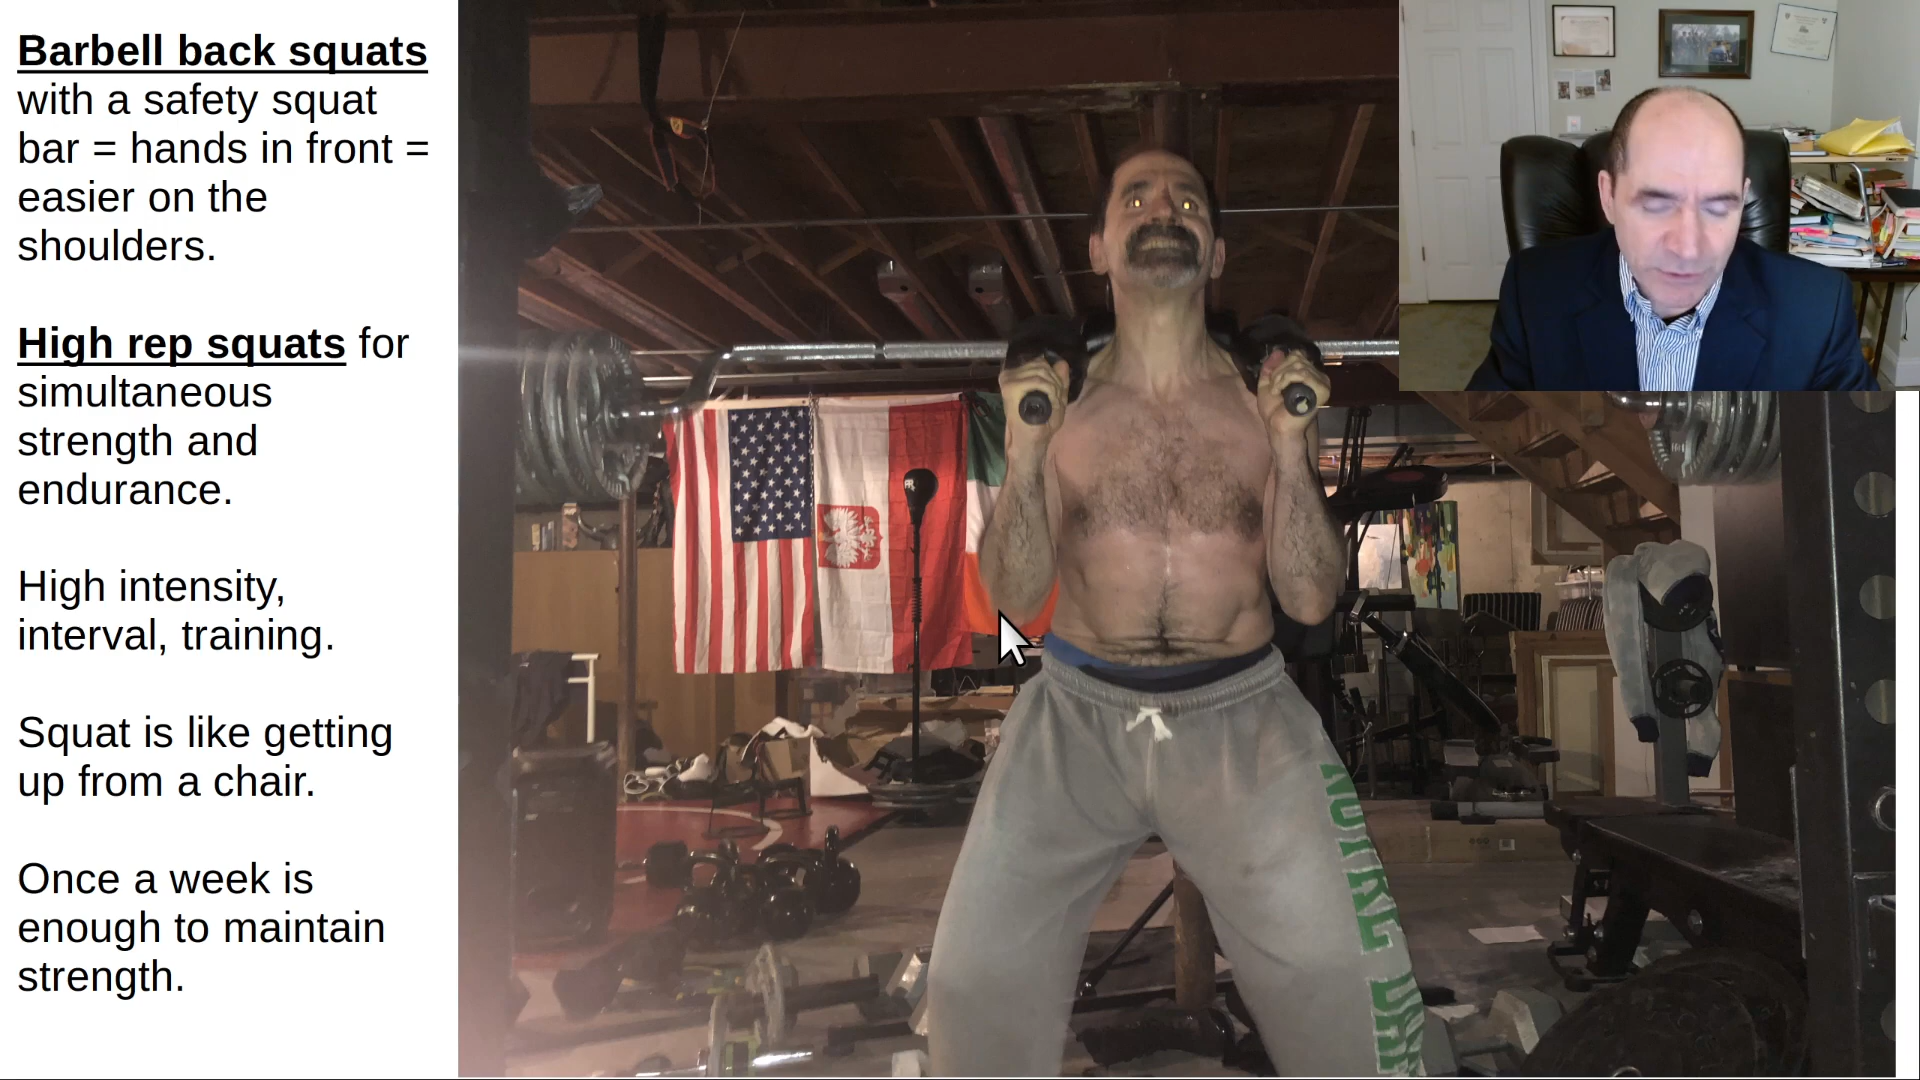 Barbell back squats
with a safety squat
bar = hands in front =
easier on the
shoulders.
High rep squats for
simultaneous
strength and
endurance.
High intensity,
interval, training.
Squat is like getting
up from a chair.
Once a week is
enough to maintain
strength.
NOTRE DAM